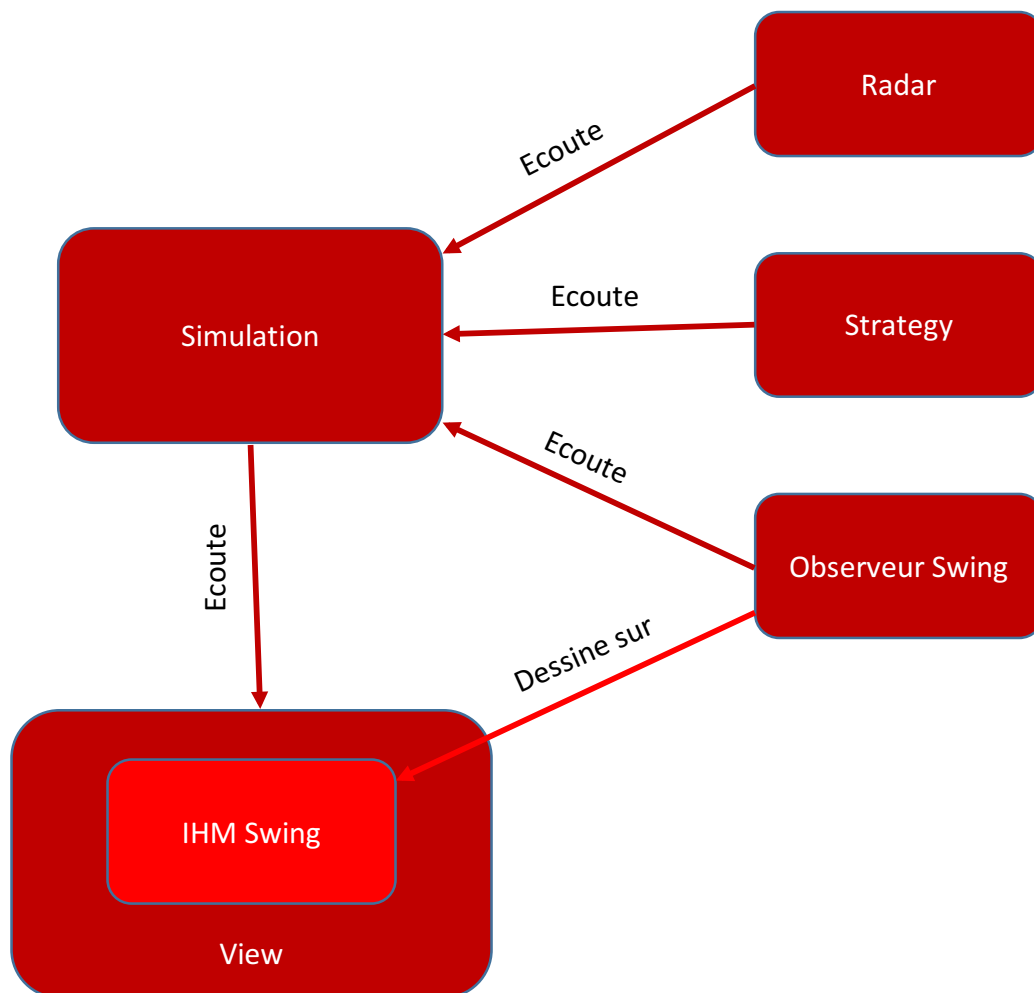 Radar
Ecoute
Ecoute
Simulation
Strategy
Ecoute
Ecoute
Observeur Swing
Dessine sur
IHM Swing
View